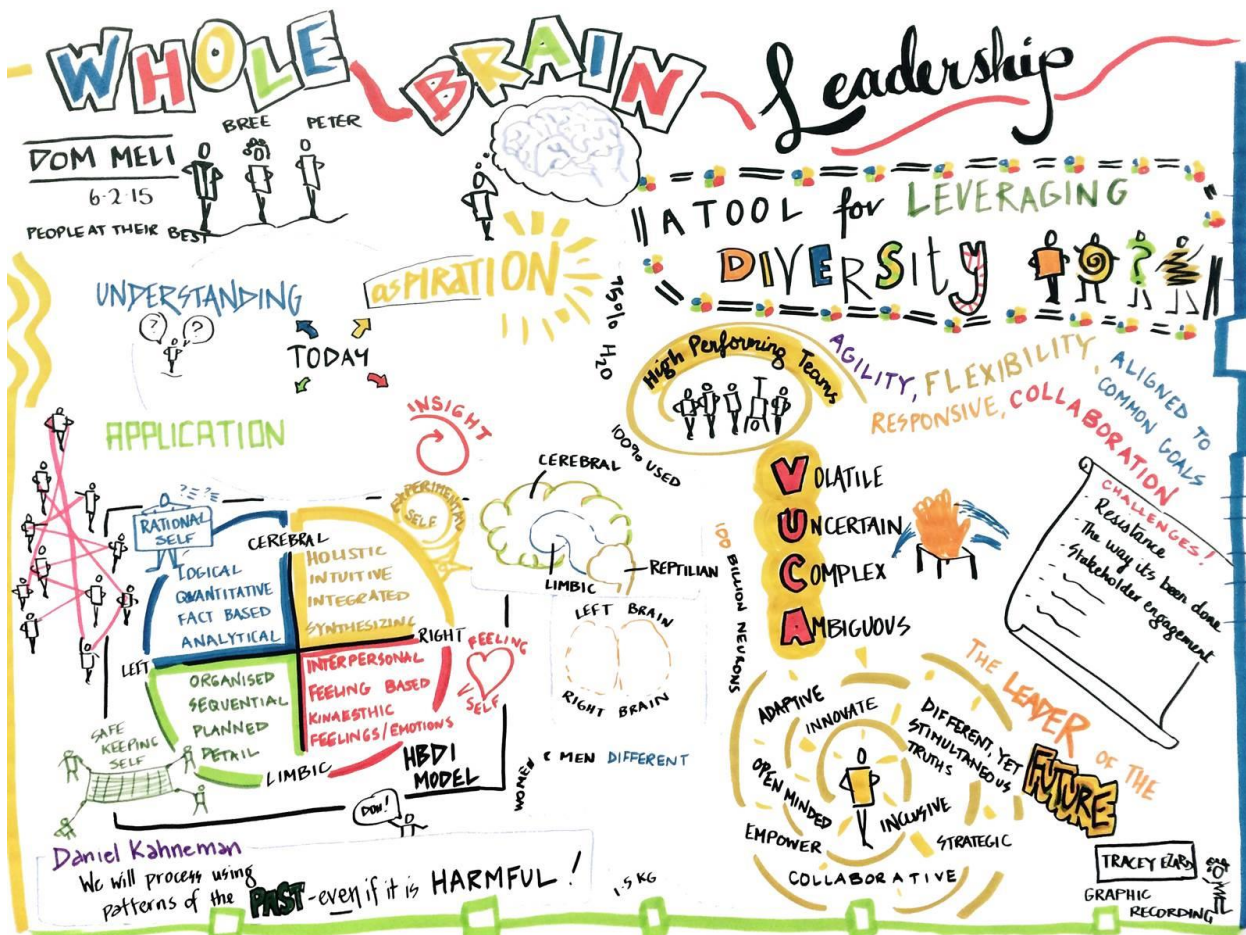 WHOLE BRAIN Leadership
DOM MELI
6·2·15
PEOPLE AT THEIR BEST
BREE
PETER
A TOOL for LEVERAGING
DIVERSITY
UNDERSTANDING
? ?
ASPIRATION
TODAY
APPLICATION
INSIGHT
75% H2O
100% USED
100 BILLION NEURONS
WOMEN & MEN DIFFERENT
1.5 KG
High Performing Teams
AGILITY, FLEXIBILITY,
RESPONSIVE, COLLABORATION
ALIGNED TO
COMMON GOALS
CHALLENGES!
· Resistance
· The way it's been done
· Stakeholder engagement
VOLATILE
UNCERTAIN
COMPLEX
AMBIGUOUS
RATIONAL
SELF
CEREBRAL
EXPERIMENTAL
SELF
LOGICAL
QUANTITATIVE
FACT BASED
ANALYTICAL
HOLISTIC
INTUITIVE
INTEGRATED
SYNTHESIZING
LEFT
RIGHT
ORGANISED
SEQUENTIAL
PLANNED
DETAIL
INTERPERSONAL
FEELING BASED
KINAESTHIC
FEELINGS/EMOTIONS
FEELING
SELF
SAFE
KEEPING
SELF
LIMBIC
HBDI
MODEL
CEREBRAL
LIMBIC
REPTILIAN
LEFT BRAIN
RIGHT BRAIN
DOH!
Daniel Kahneman
We will process using
patterns of the PAST - even if it is HARMFUL!
THE LEADER OF THE
FUTURE
ADAPTIVE
INNOVATE
DIFFERENT, YET
STIMULTANEOUS
TRUTHS
OPEN MINDED
INCLUSIVE
EMPOWER
STRATEGIC
COLLABORATIVE
TRACEY EZARD
GRAPHIC
RECORDING